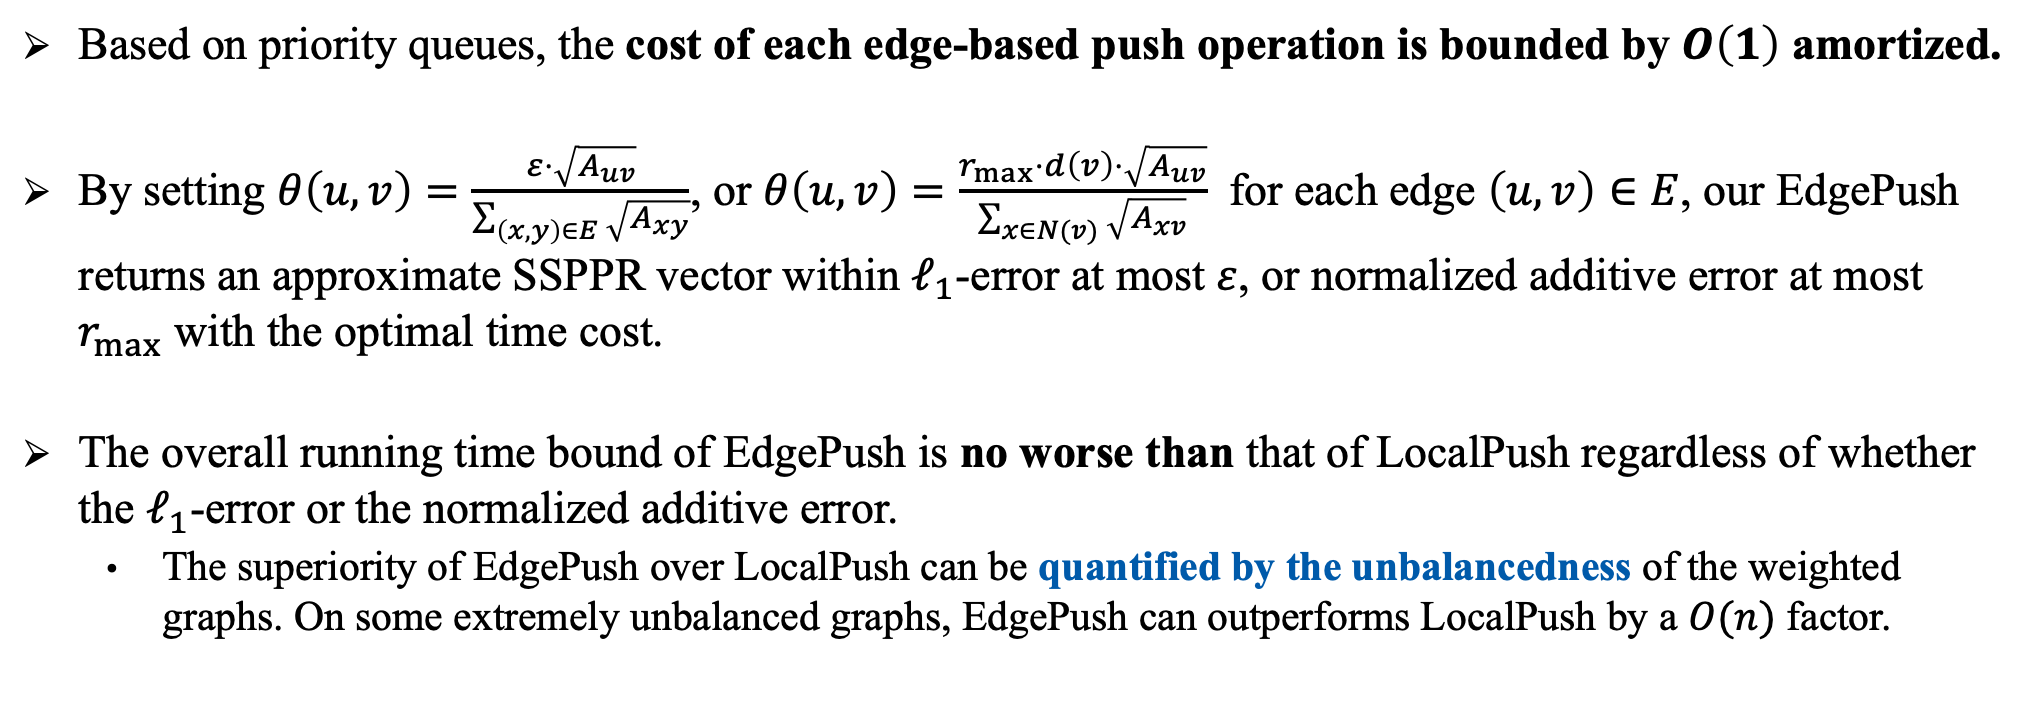 ➢ Based on priority queues, the cost of each edge-based push operation is bounded by O(1) amortized.
➢ By setting θ(u, v) = ε·√A_uv / Σ_(x,y)∈E √A_xy, or θ(u, v) = r_max·d(v)·√A_uv / Σ_x∈N(v) √A_xv for each edge (u, v) ∈ E, our EdgePush
returns an approximate SSPPR vector within ℓ₁-error at most ε, or normalized additive error at most
r_max with the optimal time cost.
➢ The overall running time bound of EdgePush is no worse than that of LocalPush regardless of whether
the ℓ₁-error or the normalized additive error.
• The superiority of EdgePush over LocalPush can be quantified by the unbalancedness of the weighted
graphs. On some extremely unbalanced graphs, EdgePush can outperforms LocalPush by a O(n) factor.